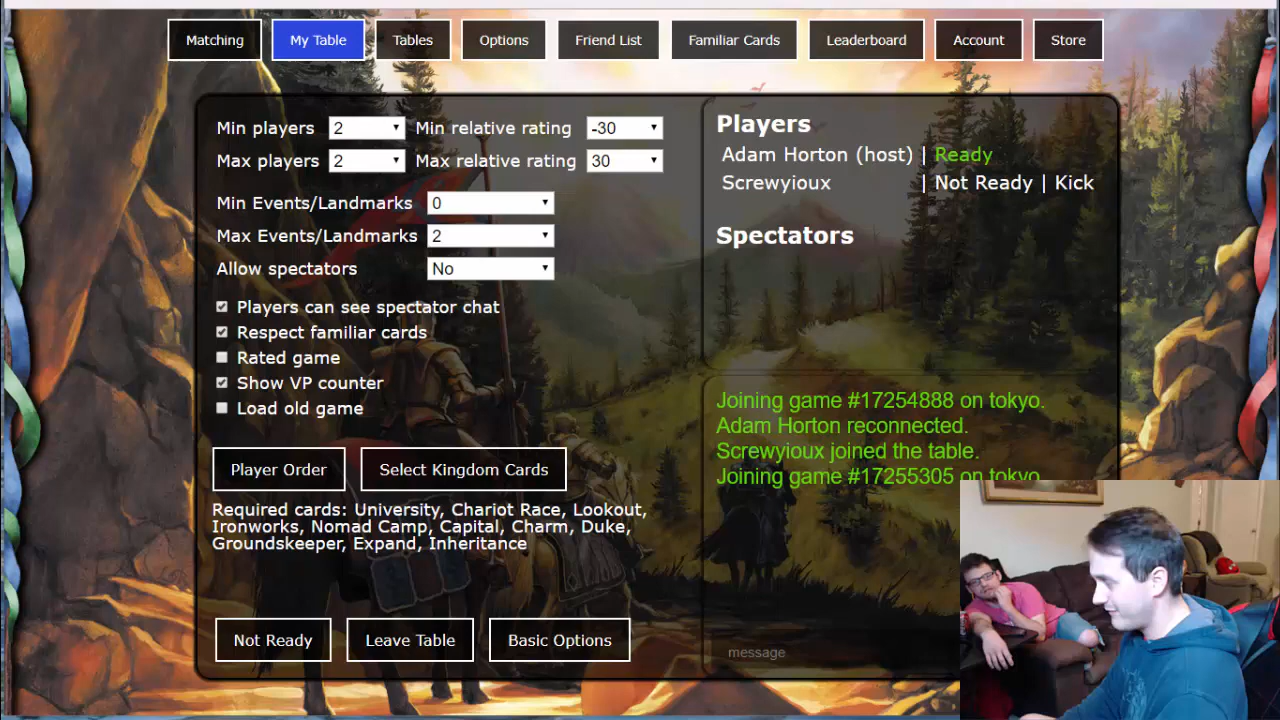 Matching My Table Tables Options Friend List Familiar Cards Leaderboard Account Store
Min players 2 Min relative rating -30
Max players 2 Max relative rating 30
Min Events/Landmarks 0
Max Events/Landmarks 2
Allow spectators No
Players can see spectator chat
Respect familiar cards
Rated game
Show VP counter
Load old game
Player Order Select Kingdom Cards
Required cards: University, Chariot Race, Lookout,
Ironworks, Nomad Camp, Capital, Charm, Duke,
Groundskeeper, Expand, Inheritance
Not Ready Leave Table Basic Options
Players
Adam Horton (host) | Ready
Screwyioux | Not Ready | Kick
Spectators
Joining game #17254888 on tokyo.
Adam Horton reconnected.
Screwyioux joined the table.
Joining game #17255305 on tokyo
message